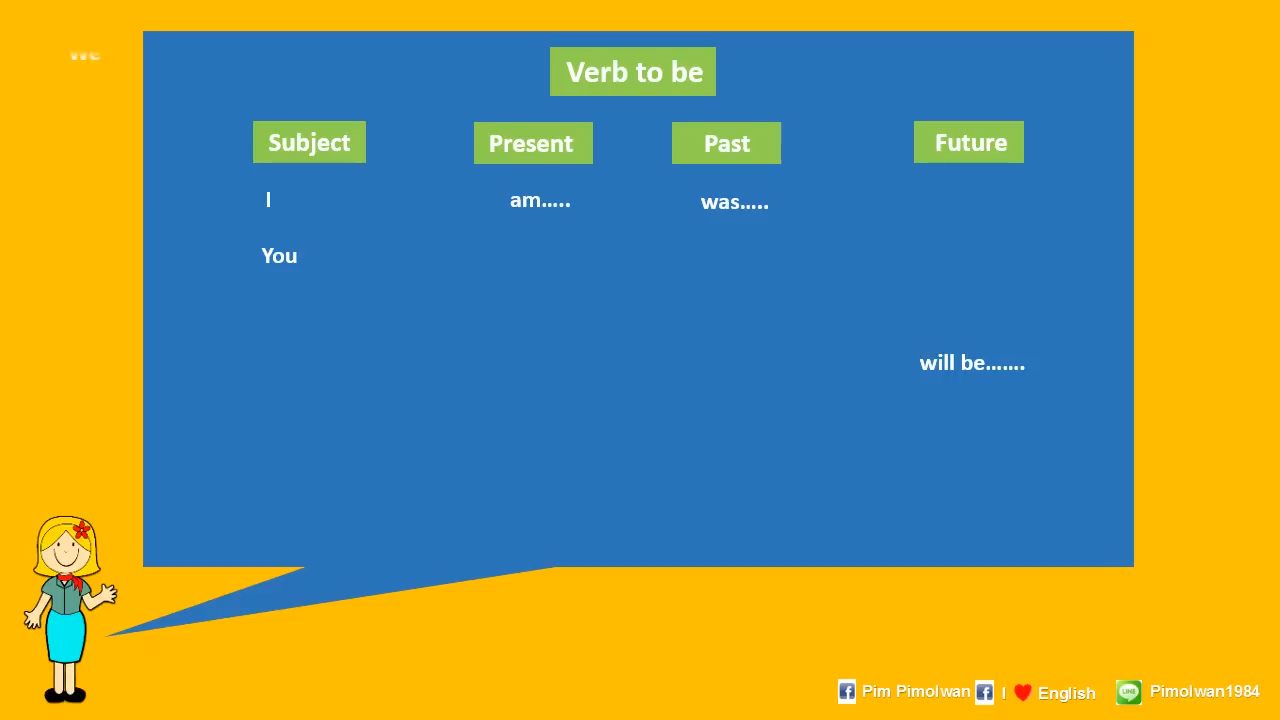 Verb to be
Subject Present Past Future
I am..... was.....
You
will be.......
Pim Pimolwan I English Pimolwan1984